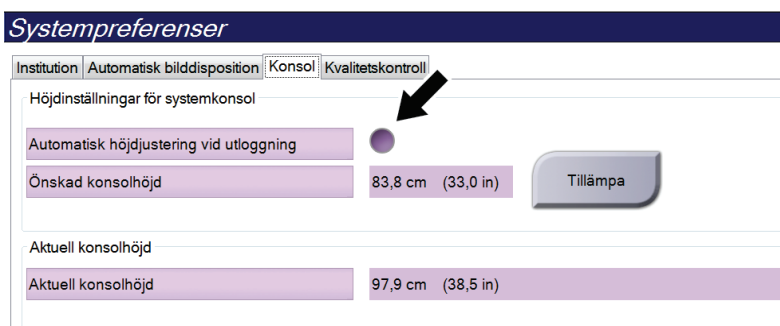 Systempreferenser
Institution Automatisk bilddisposition Konsol Kvalitetskontroll
Höjdinställningar för systemkonsol
Automatisk höjdjustering vid utloggning
Önskad konsolhöjd 83,8 cm (33,0 in) Tillämpa
Aktuell konsolhöjd
Aktuell konsolhöjd 97,9 cm (38,5 in)